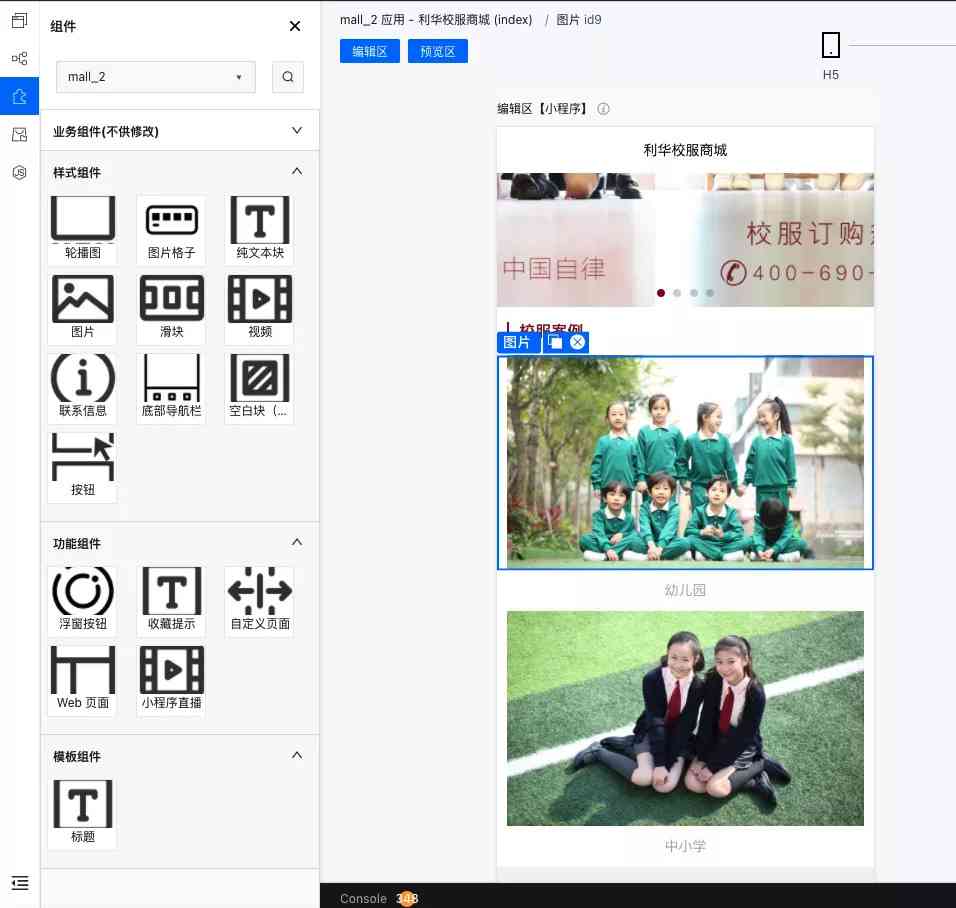 组件
mall_2
业务组件(不供修改)
样式组件
轮播图
图片格子
纯文本块
图片
滑块
视频
联系信息
底部导航栏
空白块（...
按钮
功能组件
浮窗按钮
收藏提示
自定义页面
Web 页面
小程序直播
模板组件
标题
mall_2 应用 - 利华校服商城 (index) / 图片 id9
编辑区
预览区
H5
编辑区【小程序】
利华校服商城
中国自律
校服订购
400-690-
校服案例
图片
幼儿园
中小学
Console